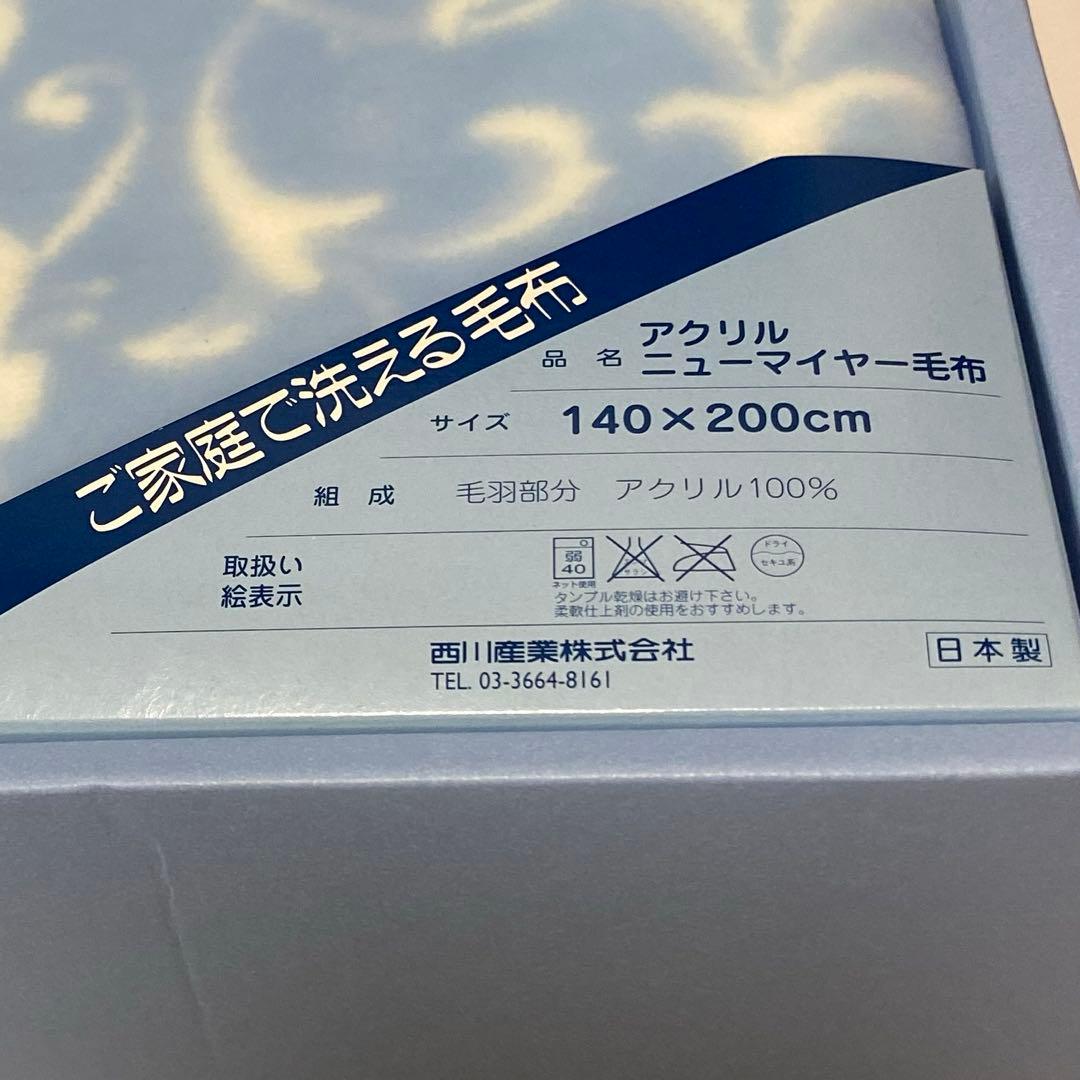 ご家庭で洗える毛布
品名 アクリル
ニューマイヤー毛布
サイズ 140×200cm
組成 毛羽部分 アクリル100%
取扱い
絵表示
弱
40
ネット使用
ドライ
セキユ系
タンブル乾燥はお避け下さい。
柔軟仕上剤の使用をおすすめします。
西川産業株式会社
TEL. 03-3664-8161
日本製